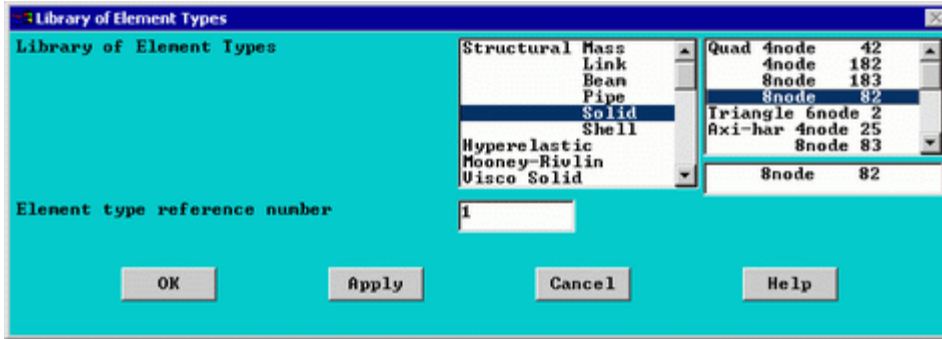 Library of Element Types
Library of Element Types
Structural Mass
Link
Beam
Pipe
Solid
Shell
Hyperelastic
Mooney-Rivlin
Visco Solid
Quad 4node 42
4node 182
8node 183
8node 82
Triangle 6node 2
Axi-har 4node 25
8node 83
8node 82
Element type reference number
1
OK
Apply
Cancel
Help